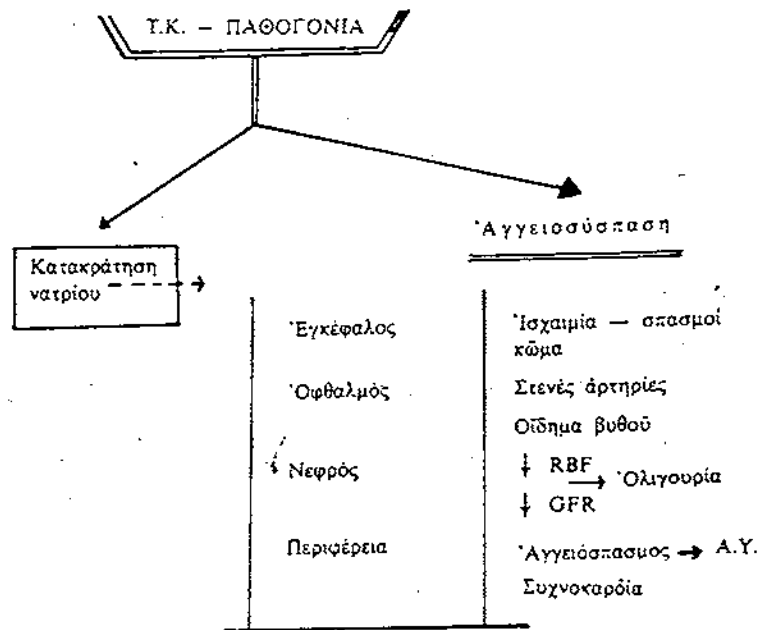 Υ.Κ. – ΠΑΘΟΓΟΝΙΑ
Ἀγγειοσύσπαση
Κατακράτηση
νατρίου
Ἐγκέφαλος
Ἰσχαιμία — σπασμοί
κῶμα
Ὀφθαλμός
Στενές ἀρτηρίες
Οἴδημα βυθοῦ
Νεφρός
↓ RBF
→ Ὀλιγουρία
↓ GFR
Περιφέρεια
Ἀγγειόσπασμος → Α.Υ.
Συχνοκαρδία